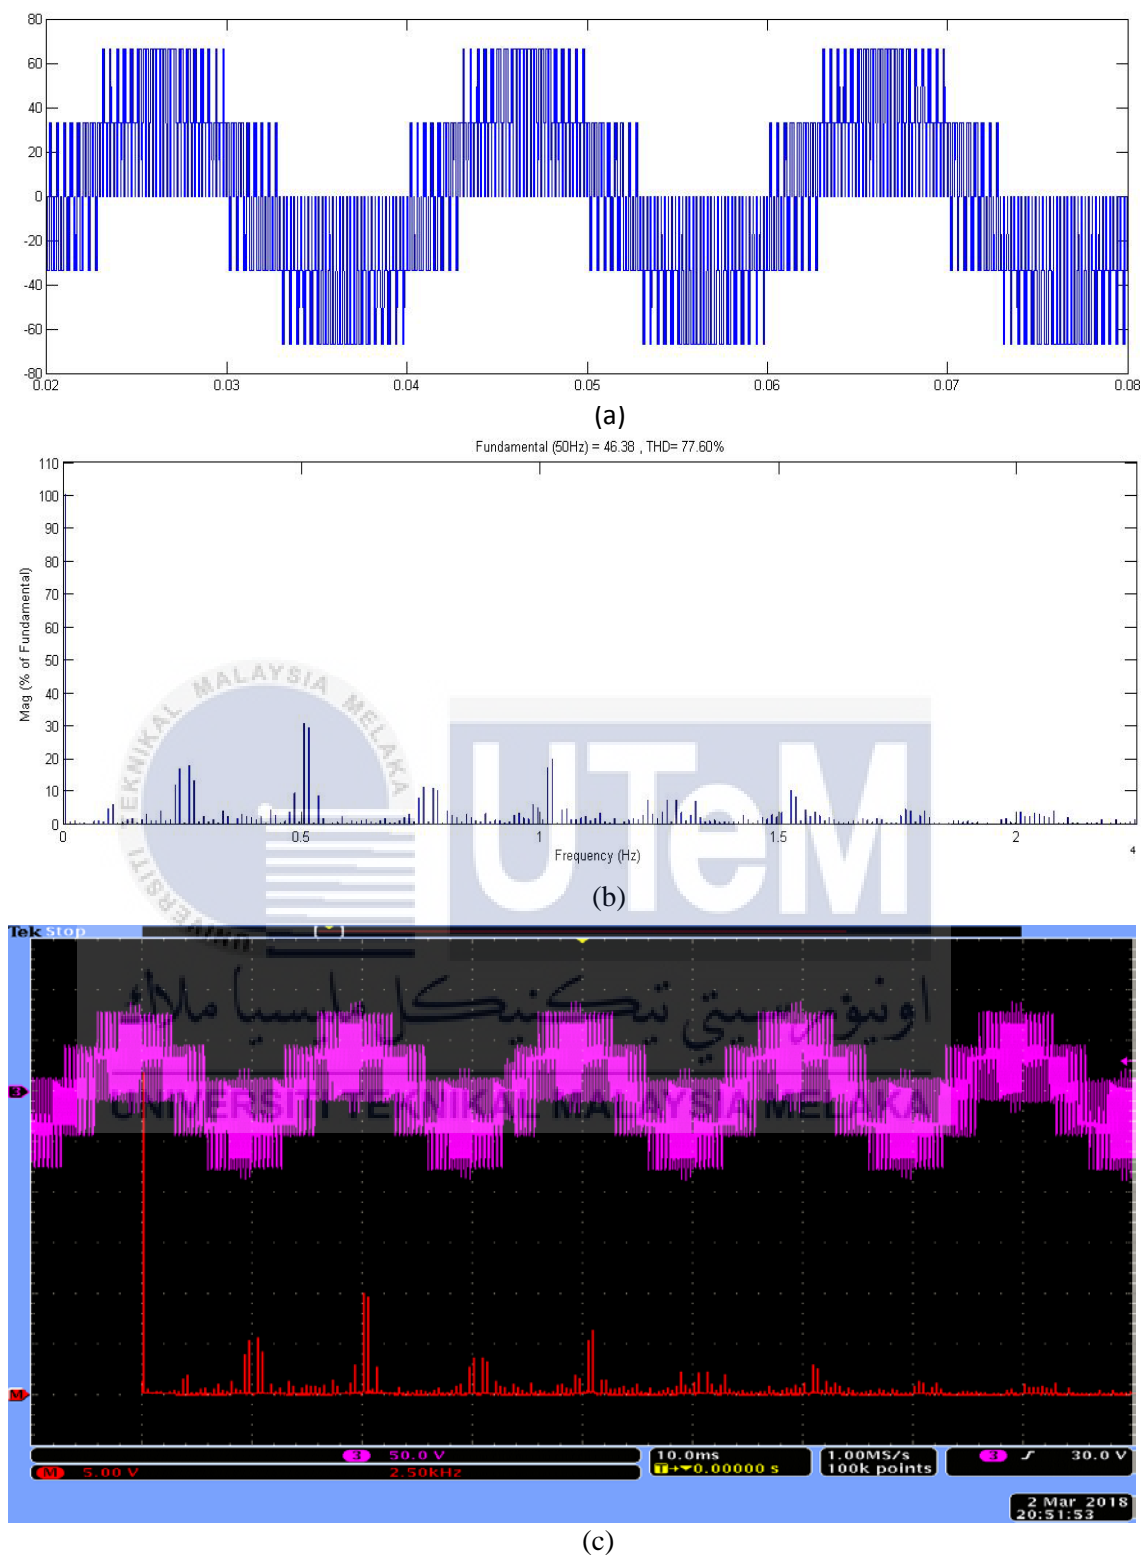 80
60
40
20
0
-20
-40
-60
-80
0.02 0.03 0.04 0.05 0.06 0.07 0.08
(a)
Fundamental (50Hz) = 46.38 , THD= 77.60%
110
100
90
80
70
60
50
40
30
20
10
0
Mag (% of Fundamental)
0 0.5 1 1.5 2
4
Frequency (Hz)
UNIVERSITI TEKNIKAL MALAYSIA MELAKA
UTeM
(b)
Tek Stop
اونيۏرسيتي تيكنيكل مليسيا ملاك
3
UNIVERSITI TEKNIKAL MALAYSIA MELAKA
M
3 50.0 V
10.0ms
1.00MS/s
3 30.0 V
M 5.00 V 2.50kHz
T→▼0.00000 s
100k points
2 Mar 2018
20:51:53
(c)